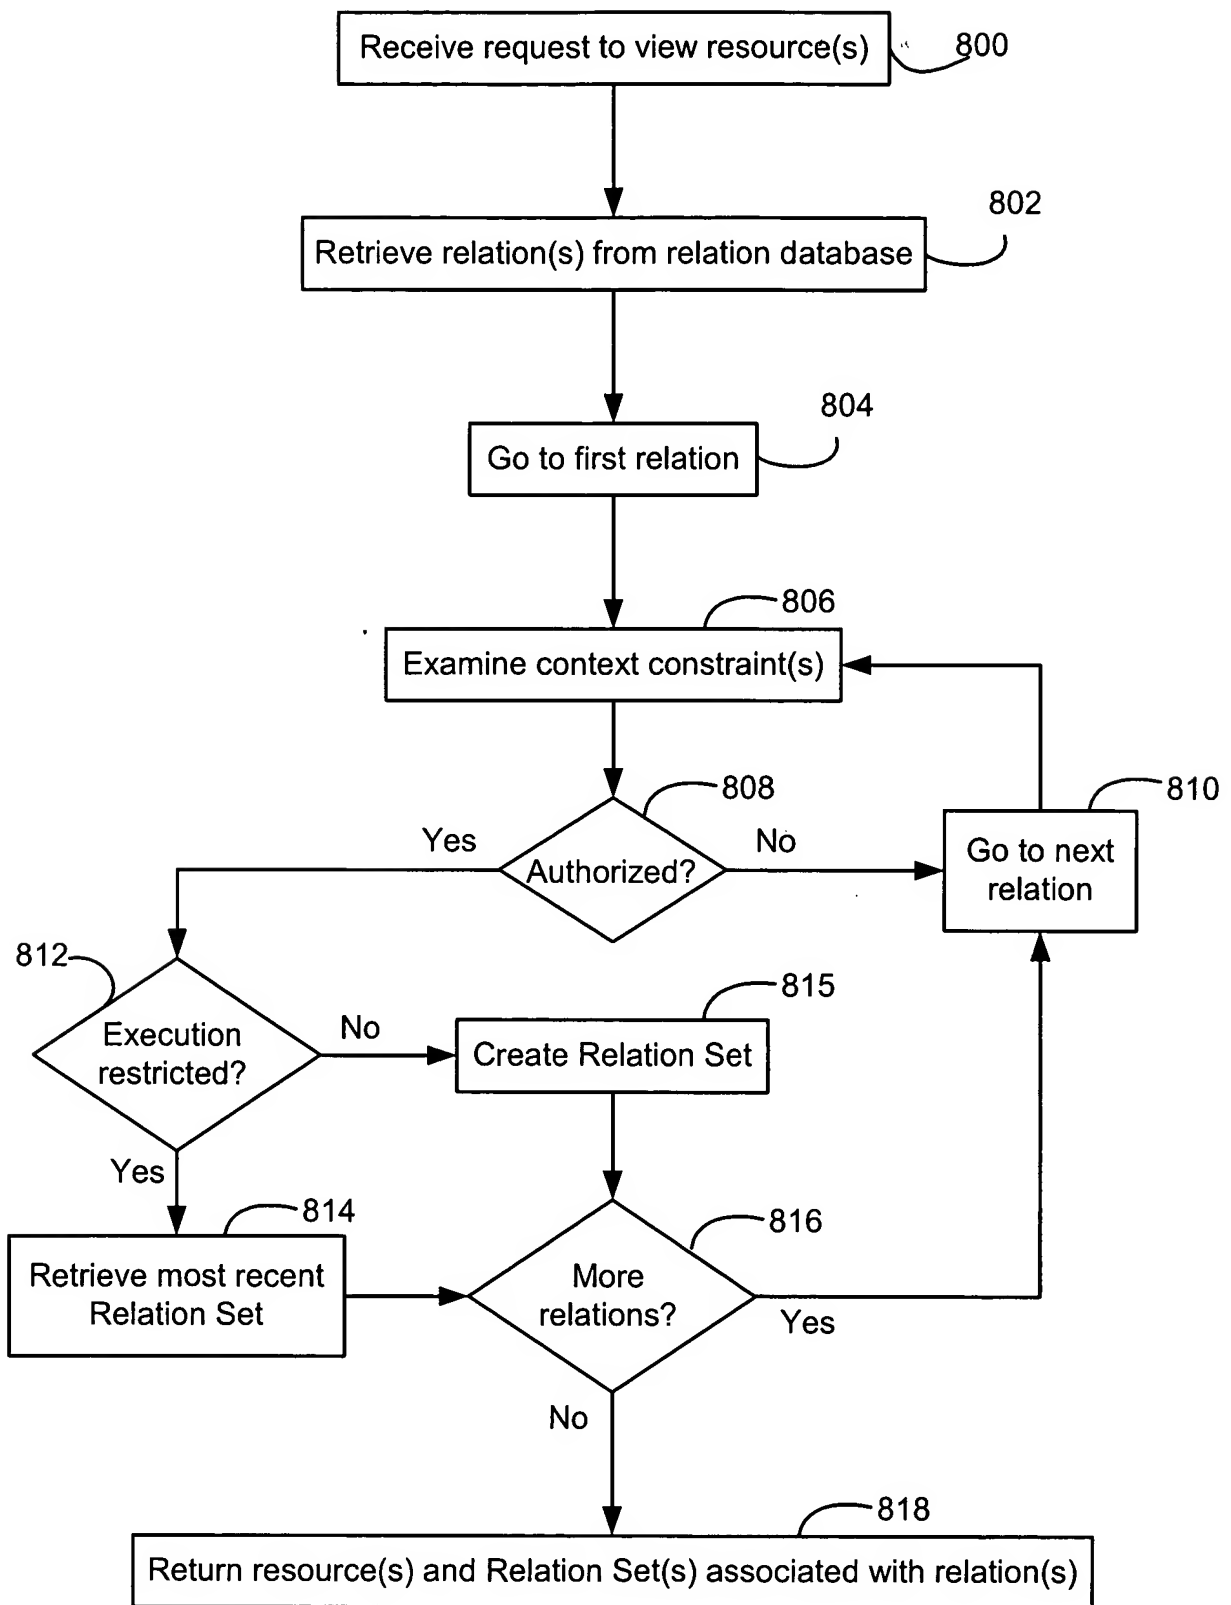 Receive request to view resource(s)
800
802
Retrieve relation(s) from relation database
804
Go to first relation
806
Examine context constraint(s)
808
810
Yes
No
Authorized?
Go to next
relation
812
815
Execution
restricted?
No
Create Relation Set
Yes
814
816
Retrieve most recent
Relation Set
More
relations?
Yes
No
818
Return resource(s) and Relation Set(s) associated with relation(s)